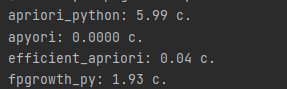 apriori_python: 5.99 с.
apyori: 0.0000 с.
efficient_apriori: 0.04 с.
fpgrowth_py: 1.93 с.